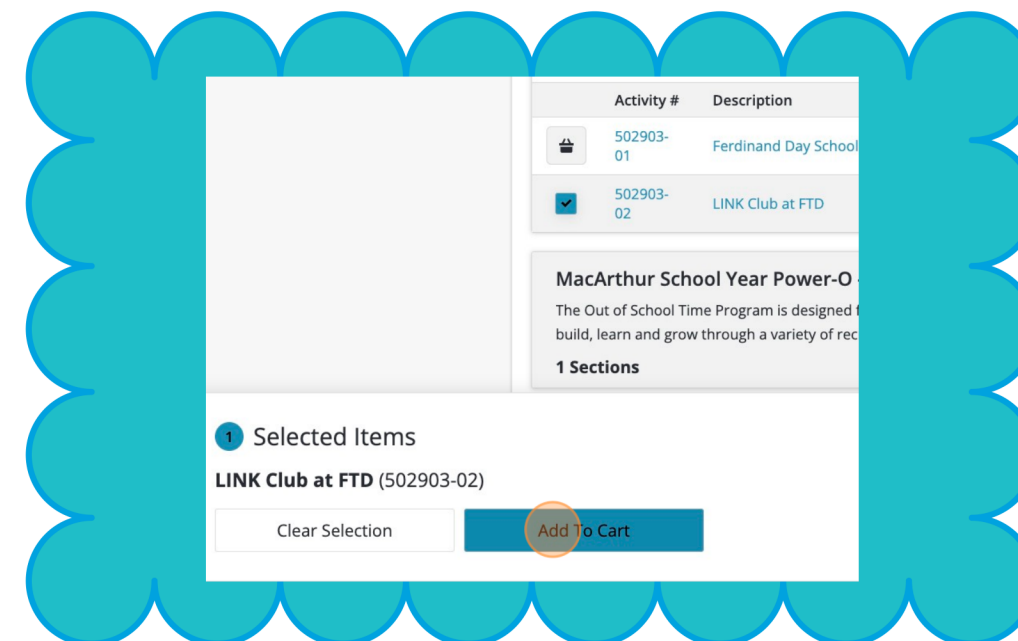 Activity # Description
502903-
01
Ferdinand Day School
502903-
02
LINK Club at FTD
MacArthur School Year Power-O
The Out of School Time Program is designed
build, learn and grow through a variety of rec
1 Sections
1 Selected Items
LINK Club at FTD (502903-02)
Clear Selection Add To Cart